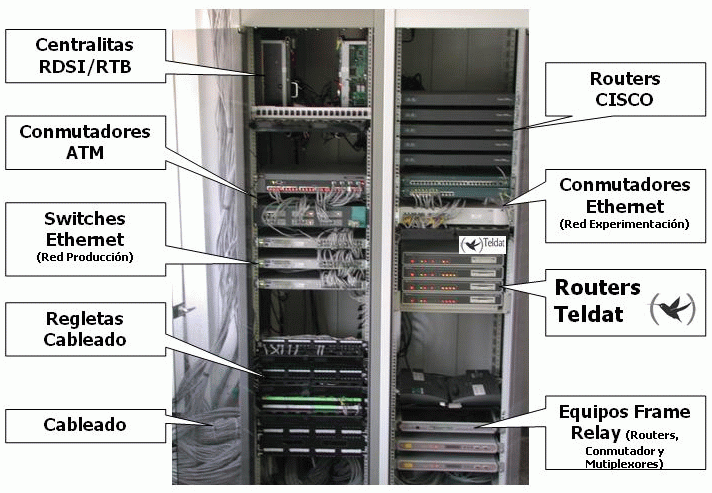 Centralitas
RDSI/RTB
Conmutadores
ATM
Switches
Ethernet
(Red Producción)
Regletas
Cableado
Cableado
Routers
CISCO
Conmutadores
Ethernet
(Red Experimentación)
Teldat
Routers
Teldat
Equipos Frame
Relay (Routers,
Conmutador y
Mutiplexores)